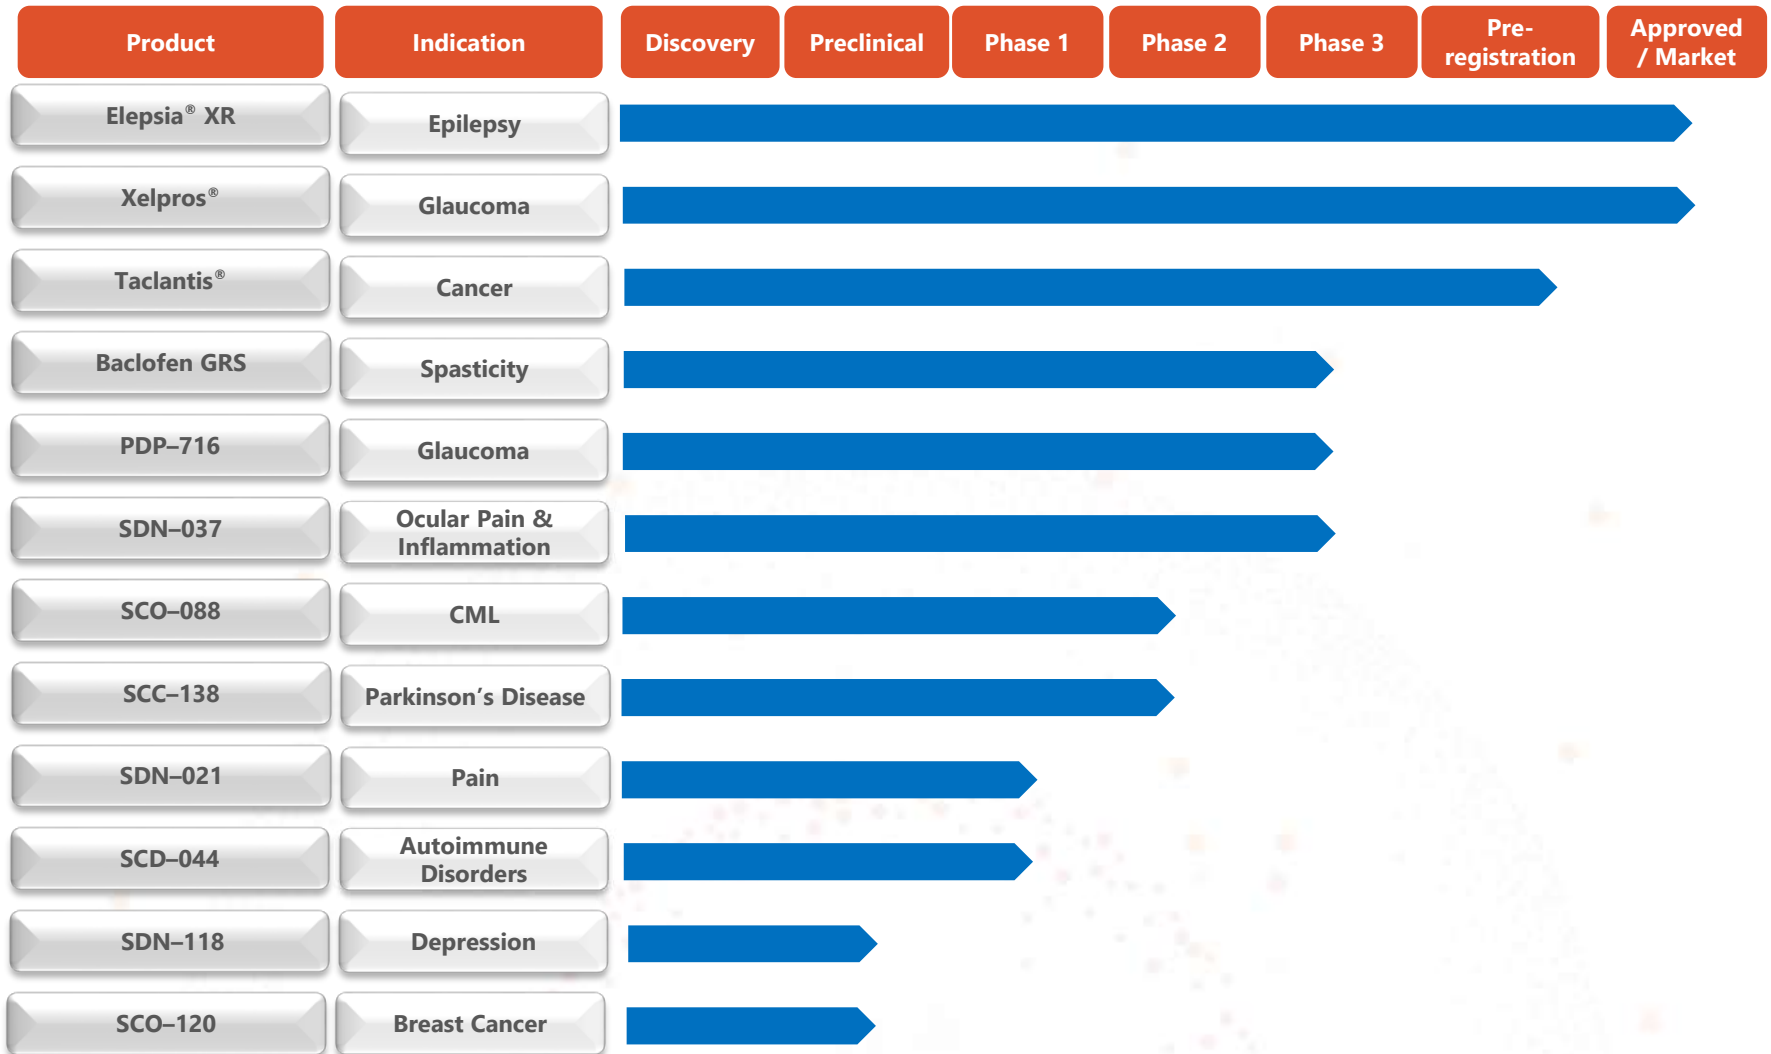 Product
Indication
Discovery
Preclinical
Phase 1
Phase 2
Phase 3
Pre-
registration
Approved
/ Market
Elepsia® XR
Epilepsy
Xelpros®
Glaucoma
Taclantis®
Cancer
Baclofen GRS
Spasticity
PDP–716
Glaucoma
SDN–037
Ocular Pain &
Inflammation
SCO–088
CML
SCC–138
Parkinson’s Disease
SDN–021
Pain
SCD–044
Autoimmune
Disorders
SDN–118
Depression
SCO–120
Breast Cancer